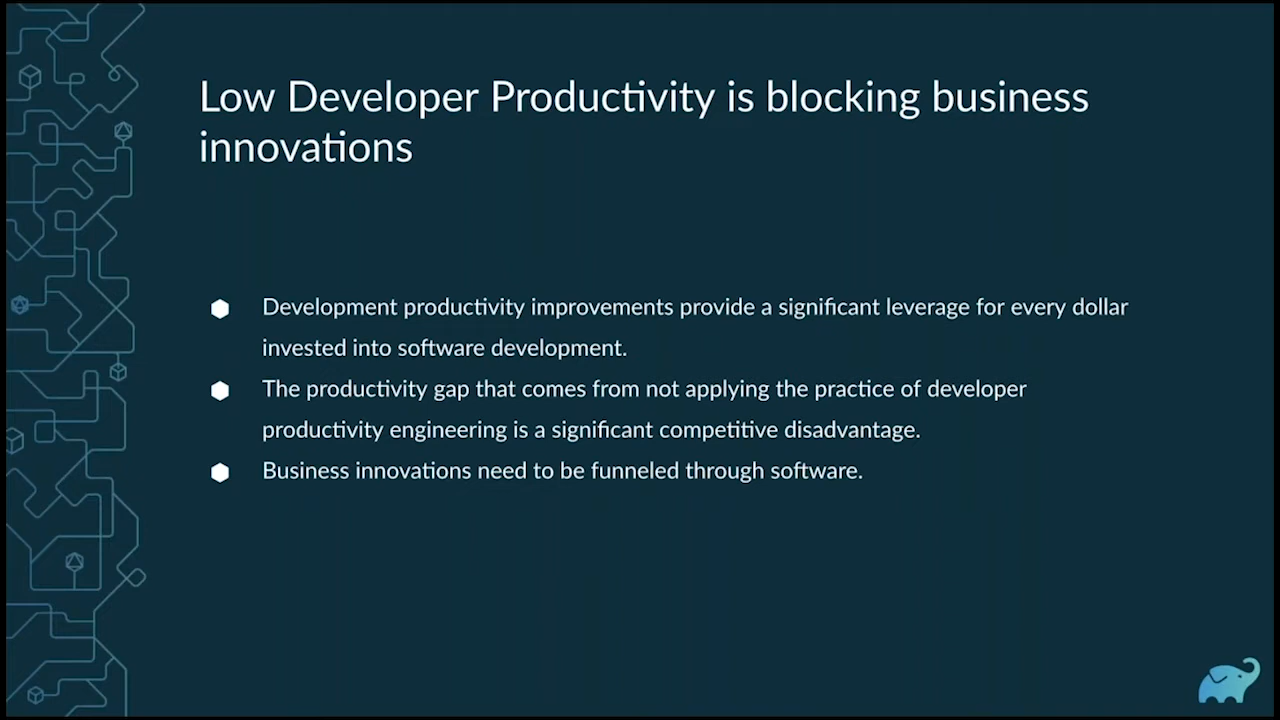 Low Developer Productivity is blocking business
innovations
Development productivity improvements provide a significant leverage for every dollar
invested into software development.
The productivity gap that comes from not applying the practice of developer
productivity engineering is a significant competitive disadvantage.
Business innovations need to be funneled through software.